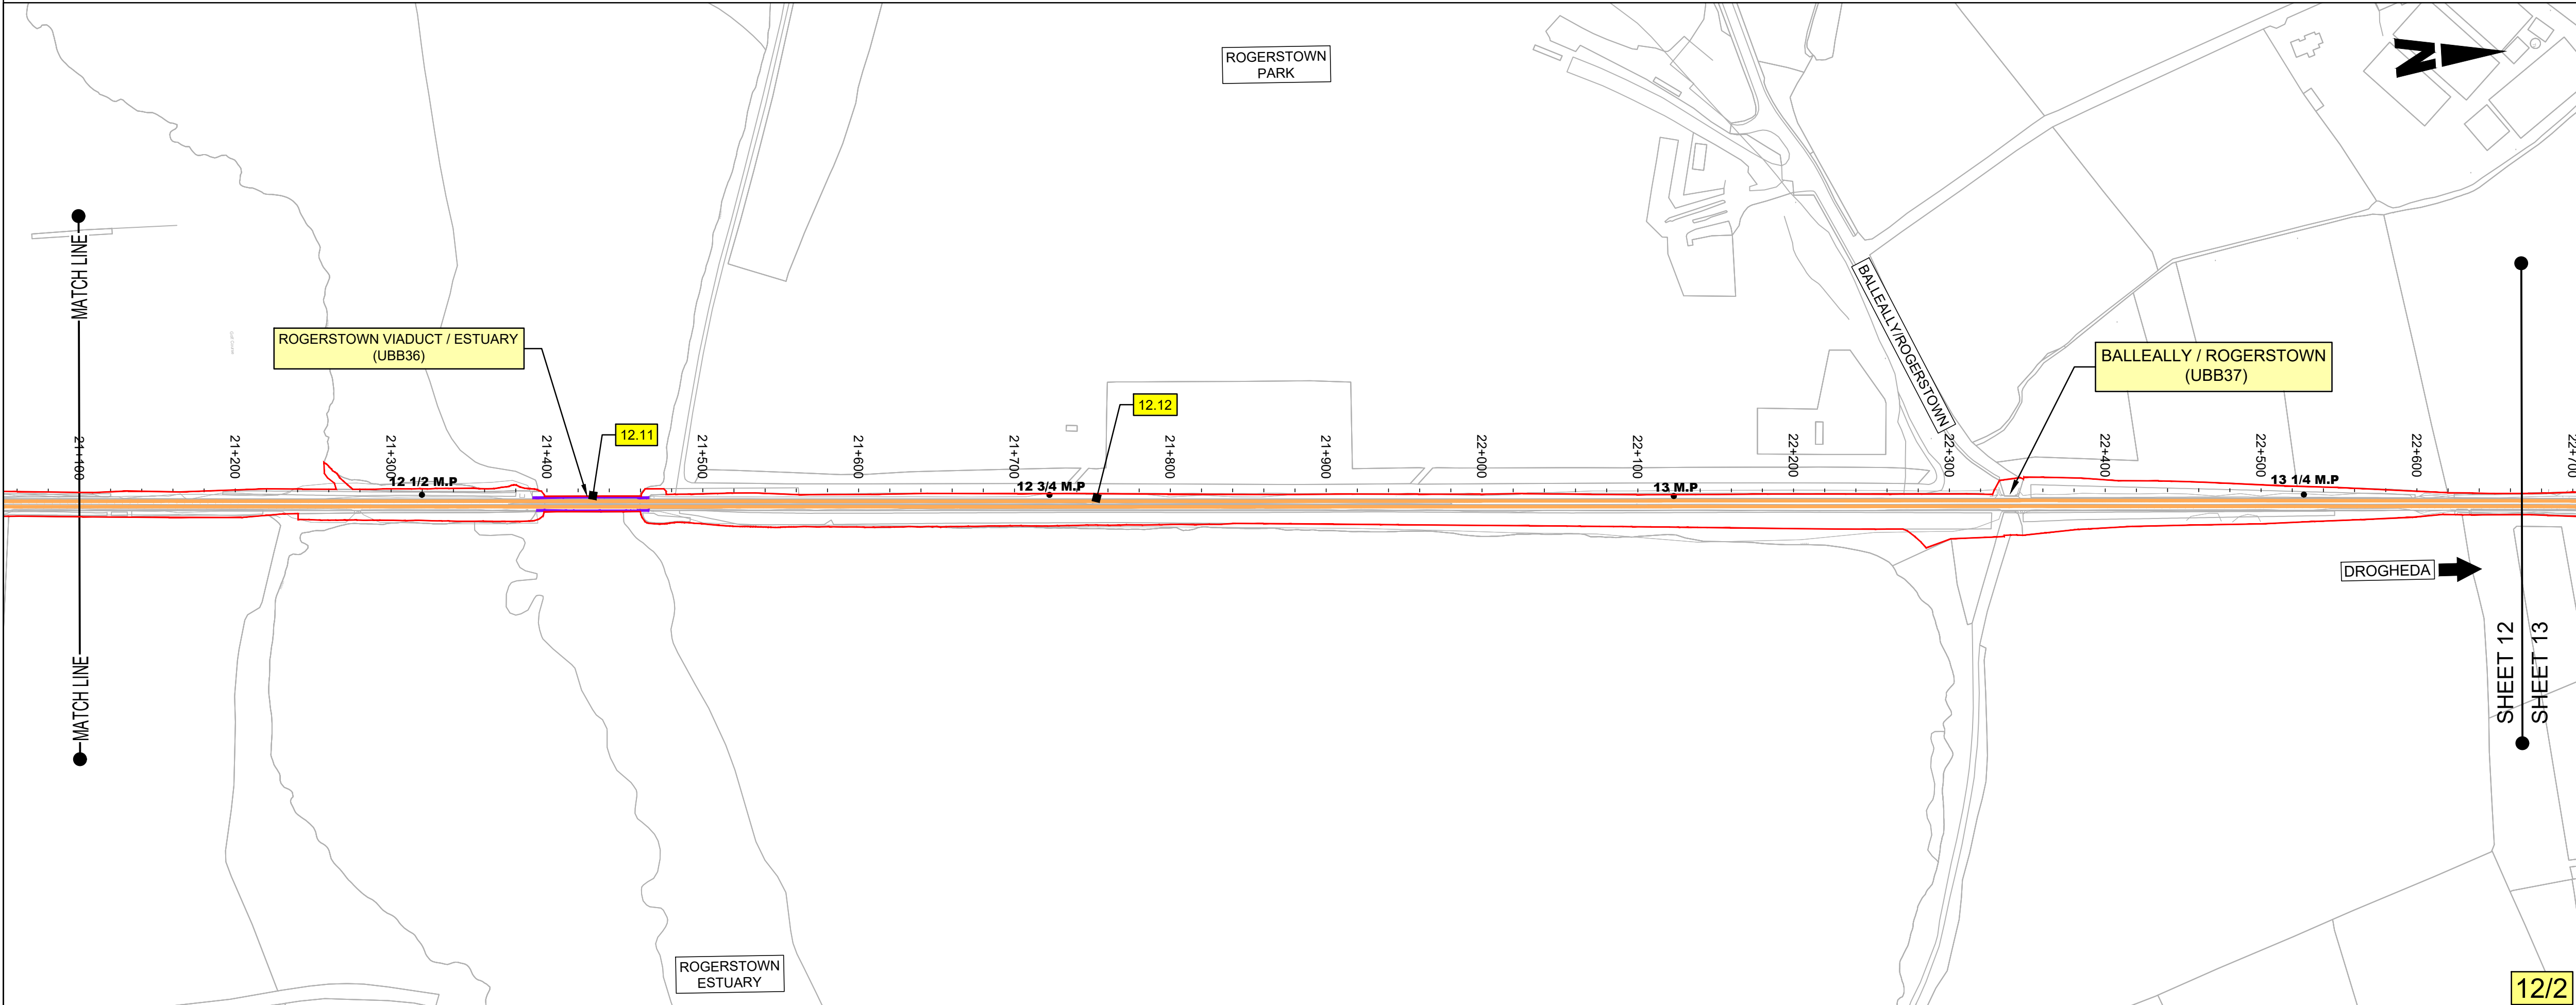 ROGERSTOWN
PARK
N
MATCH LINE
ROGERSTOWN VIADUCT / ESTUARY
(UBB36)
BALLEALLY/ROGERSTOWN
BALLEALLY / ROGERSTOWN
(UBB37)
12.12
12.11
21+100
21+200
21+300
21+400
21+500
21+600
21+700
21+800
21+900
22+000
22+100
22+200
22+300
22+400
22+500
22+600
22+700
12 1/2 M.P
12 3/4 M.P
13 M.P
13 1/4 M.P
DROGHEDA
MATCH LINE
SHEET 12
SHEET 13
ROGERSTOWN
ESTUARY
12/2